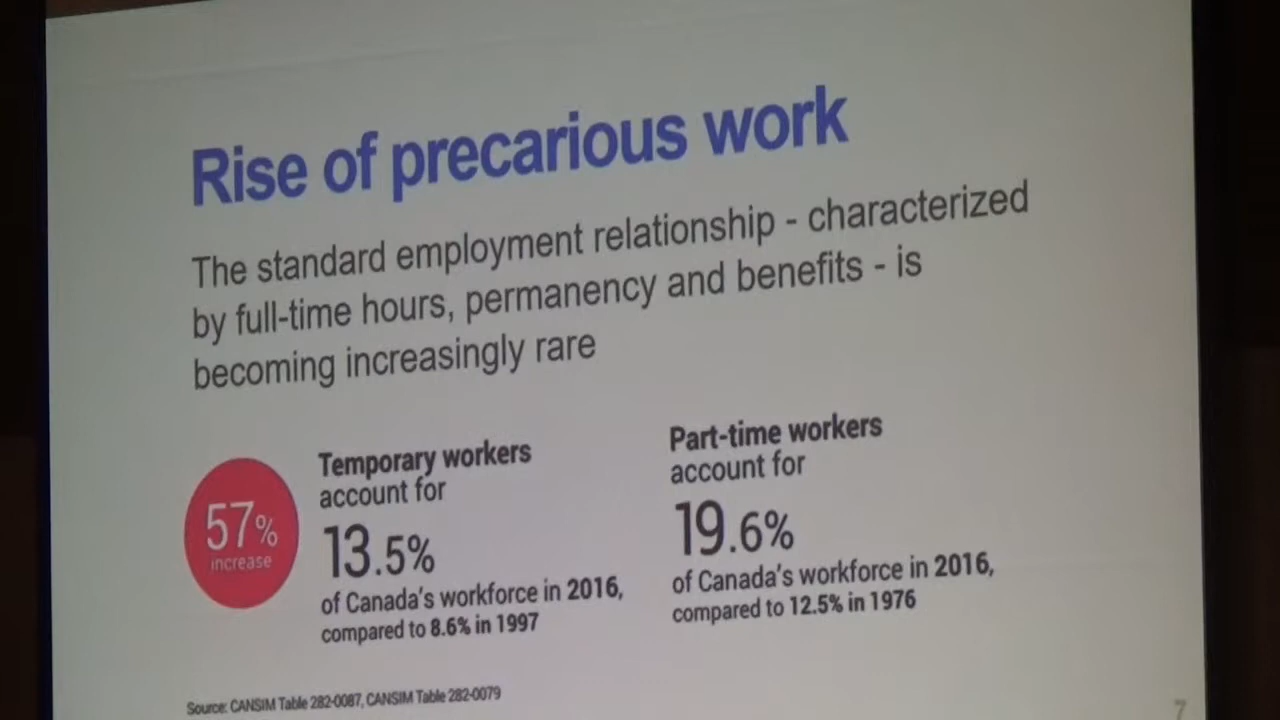 Rise of precarious work
The standard employment relationship - characterized
by full-time hours, permanency and benefits - is
becoming increasingly rare
57%
increase
Temporary workers
account for
13.5%
of Canada's workforce in 2016,
compared to 8.6% in 1997
Part-time workers
account for
19.6%
of Canada's workforce in 2016,
compared to 12.5% in 1976
Source: CANSIM Table 282-0087, CANSIM Table 282-0079
7